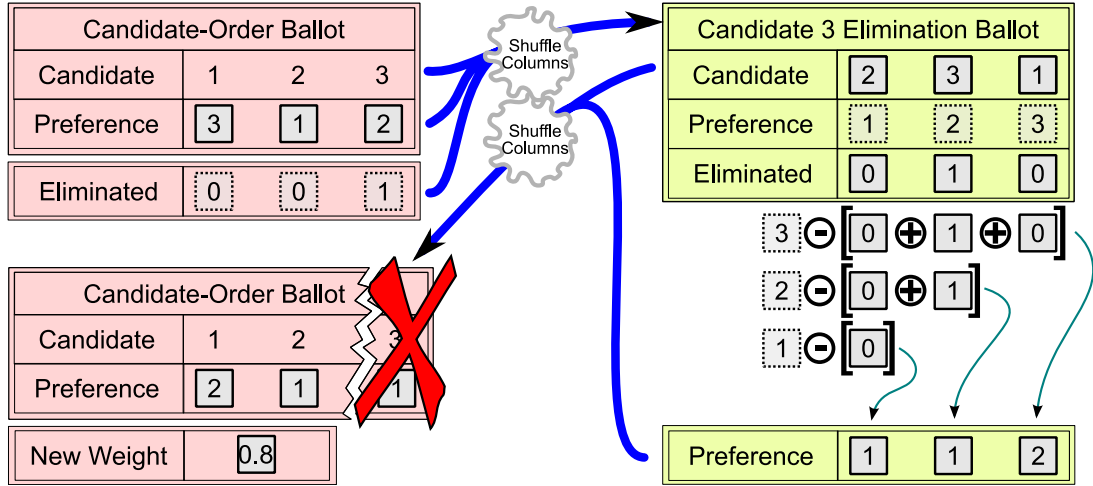 Candidate-Order Ballot
Candidate 1 2 3
Preference 3 1 2
Eliminated 0 0 1
Shuffle
Columns
Shuffle
Columns
Candidate 3 Elimination Ballot
Candidate 2 3 1
Preference 1 2 3
Eliminated 0 1 0
3 ⊖ [ 0 ⊕ 1 ⊕ 0 ]
2 ⊖ [ 0 ⊕ 1 ]
1 ⊖ [ 0 ]
Preference 1 1 2
Candidate-Order Ballot
Candidate 1 2 3
Preference 2 1 1
New Weight 0.8